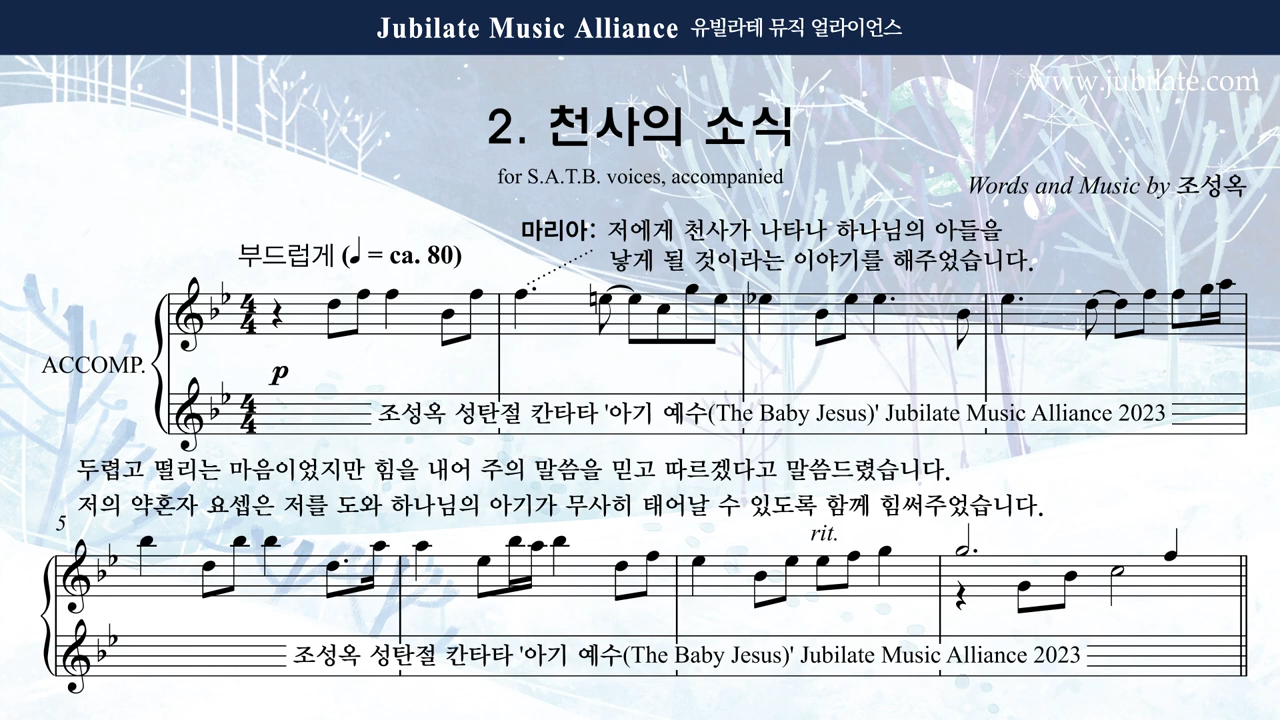 Jubilate Music Alliance 유빌라테 뮤직 얼라이언스
www.jubilate.com
2. 천사의 소식
for S.A.T.B. voices, accompanied
Words and Music by 조성옥
마리아: 저에게 천사가 나타나 하나님의 아들을
낳게 될 것이라는 이야기를 해주었습니다.
부드럽게 (♩ = ca. 80)
ACCOMP.
p
조성옥 성탄절 칸타타 '아기 예수(The Baby Jesus)' Jubilate Music Alliance 2023
두렵고 떨리는 마음이었지만 힘을 내어 주의 말씀을 믿고 따르겠다고 말씀드렸습니다.
저의 약혼자 요셉은 저를 도와 하나님의 아기가 무사히 태어날 수 있도록 함께 힘써주었습니다.
5
rit.
조성옥 성탄절 칸타타 '아기 예수(The Baby Jesus)' Jubilate Music Alliance 2023